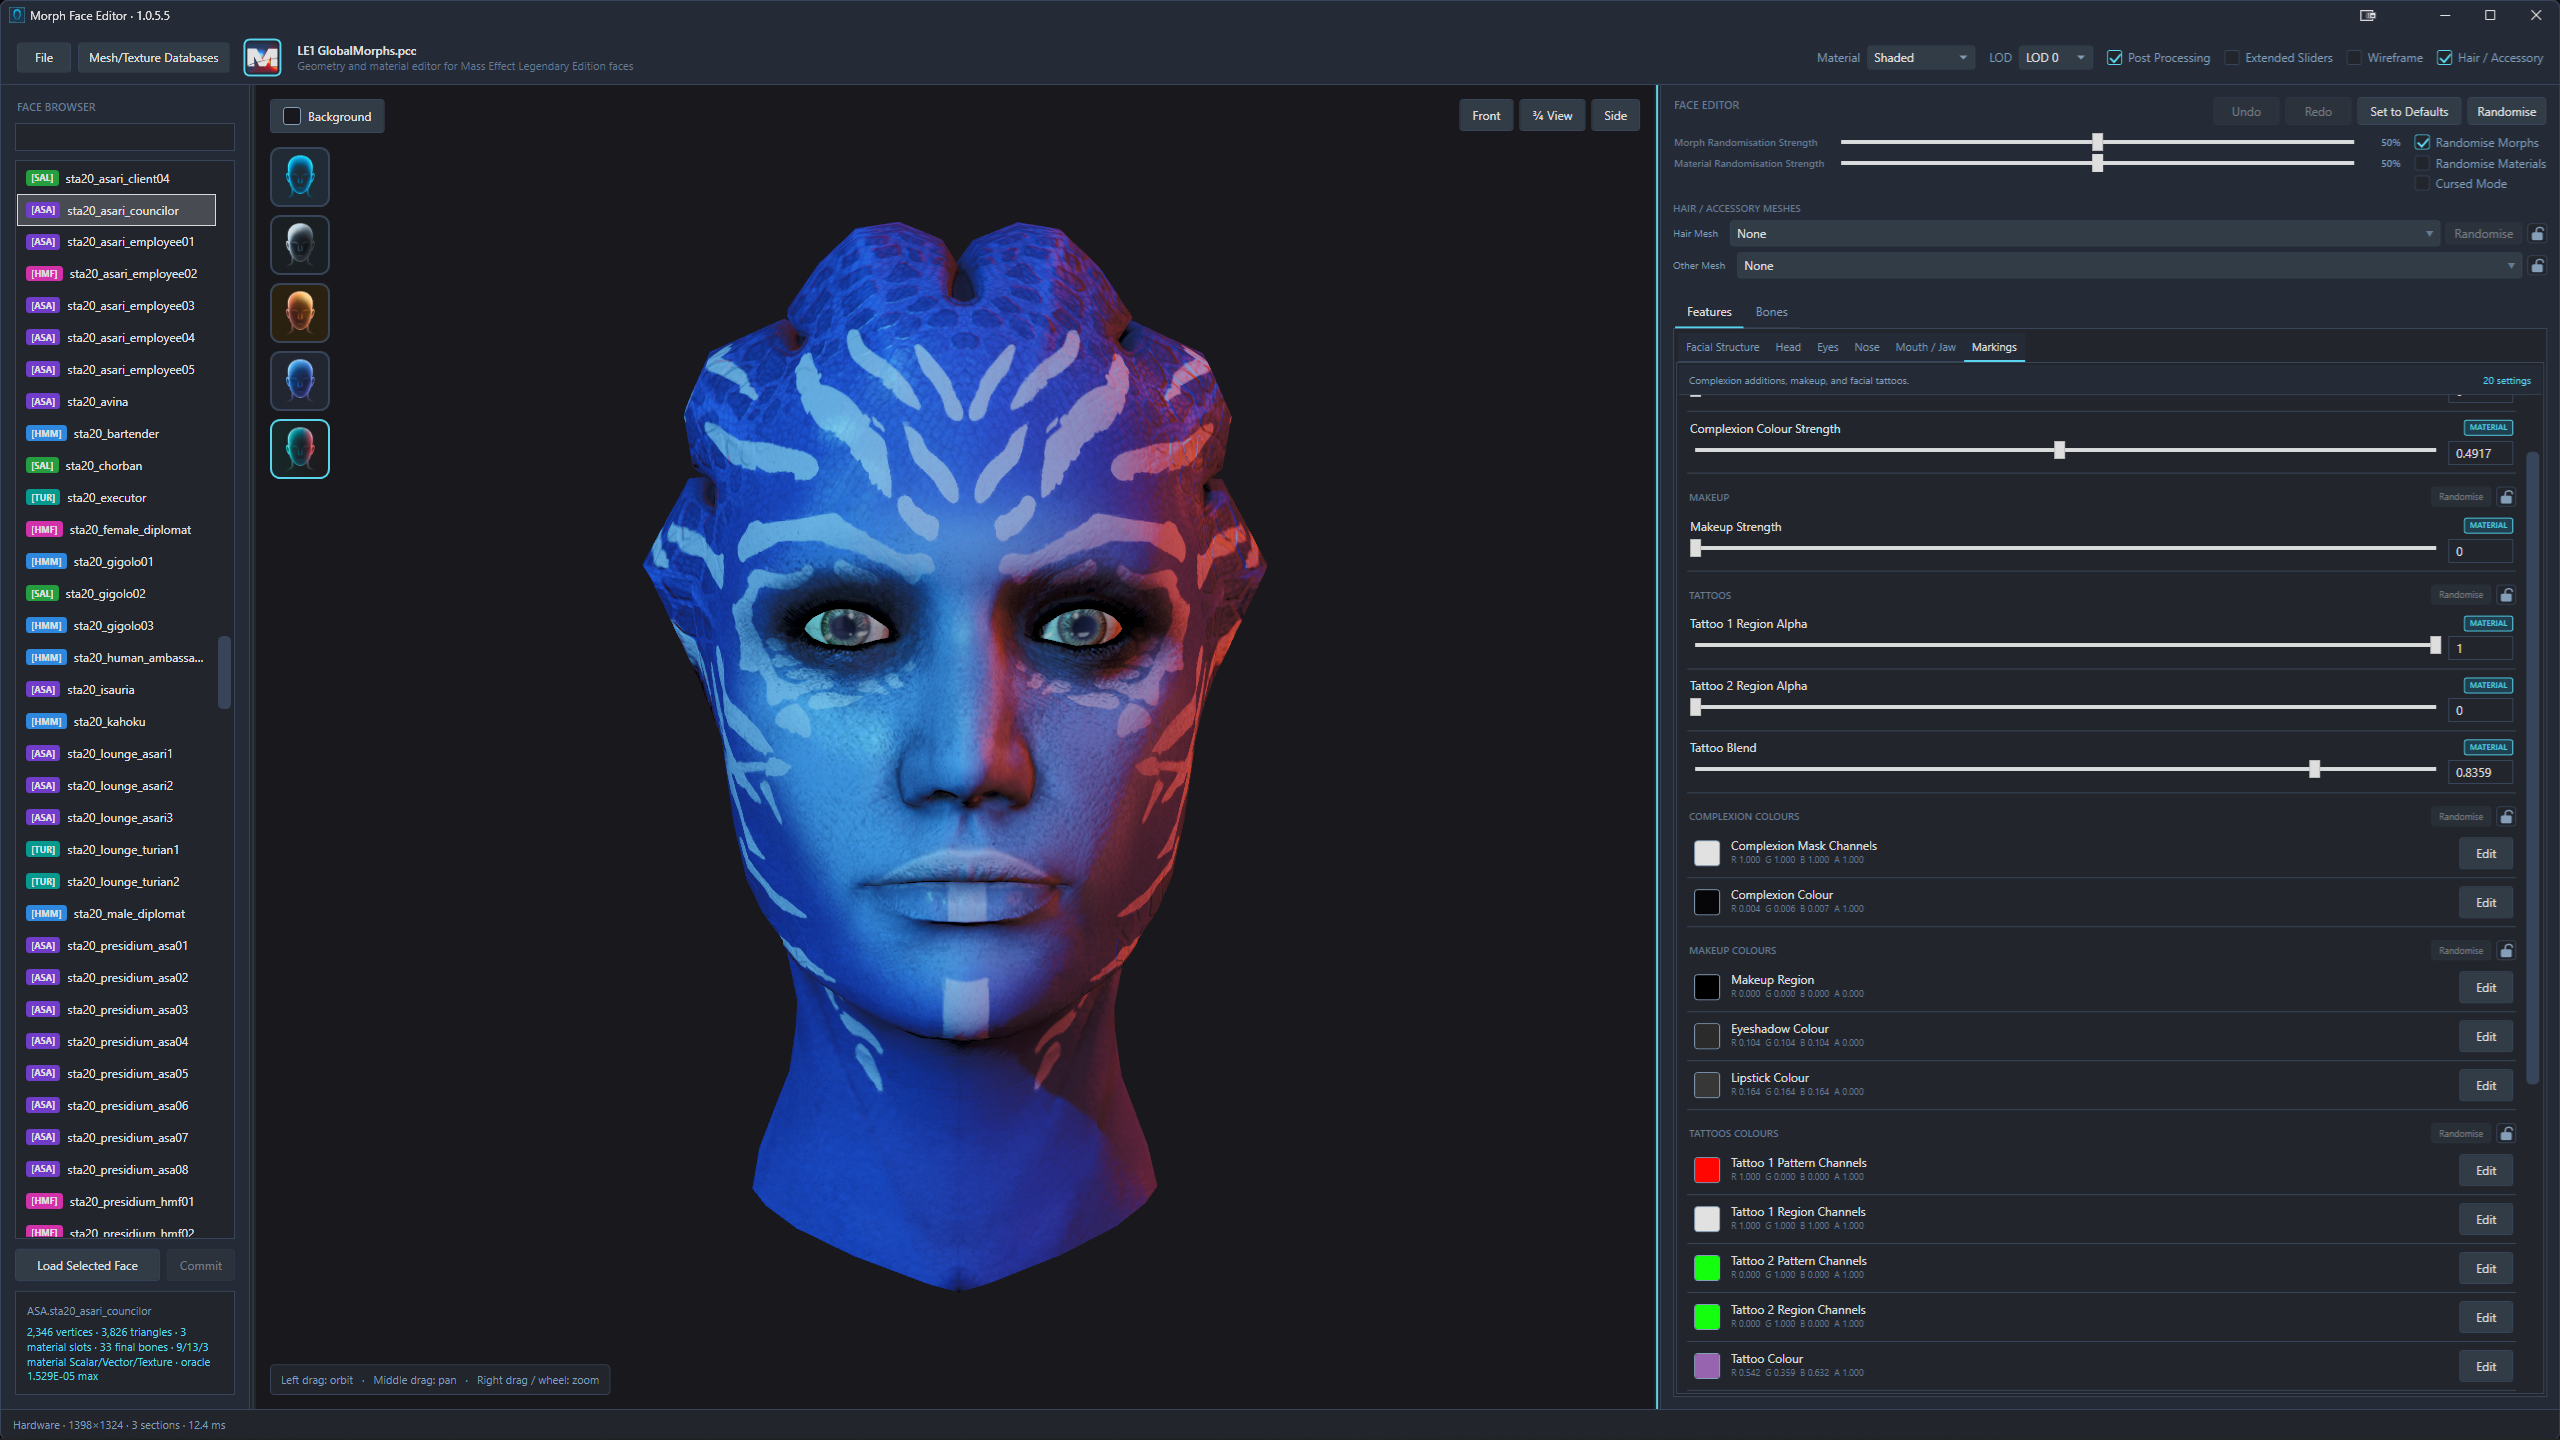 Morph Face Editor · 1.0.5.5
File
Mesh/Texture Databases
LE1 GlobalMorphs.pcc
Geometry and material editor for Mass Effect Legendary Edition faces
Material
Shaded
LOD
LOD 0
Post Processing
Extended Sliders
Wireframe
Hair / Accessory
FACE BROWSER
[SAL] sta20_asari_client04
[ASA] sta20_asari_councilor
[ASA] sta20_asari_employee01
[HMF] sta20_asari_employee02
[ASA] sta20_asari_employee03
[ASA] sta20_asari_employee04
[ASA] sta20_asari_employee05
[ASA] sta20_avina
[HMM] sta20_bartender
[SAL] sta20_chorban
[TUR] sta20_executor
[HMF] sta20_female_diplomat
[HMM] sta20_gigolo01
[SAL] sta20_gigolo02
[HMM] sta20_gigolo03
[HMM] sta20_human_ambassa...
[ASA] sta20_isauria
[HMM] sta20_kahoku
[ASA] sta20_lounge_asari1
[ASA] sta20_lounge_asari2
[ASA] sta20_lounge_asari3
[TUR] sta20_lounge_turian1
[TUR] sta20_lounge_turian2
[HMM] sta20_male_diplomat
[ASA] sta20_presidium_asa01
[ASA] sta20_presidium_asa02
[ASA] sta20_presidium_asa03
[ASA] sta20_presidium_asa04
[ASA] sta20_presidium_asa05
[ASA] sta20_presidium_asa06
[ASA] sta20_presidium_asa07
[ASA] sta20_presidium_asa08
[HMF] sta20_presidium_hmf01
[HMF] sta20_presidium_hmf02
Load Selected Face
Commit
ASA.sta20_asari_councilor
2,346 vertices · 3,826 triangles · 3
material slots · 33 final bones · 9/13/3
material Scalar/Vector/Texture · oracle
1.529E-05 max
Hardware · 1398×1324 · 3 sections · 12.4 ms
Background
Front
¾ View
Side
Left drag: orbit · Middle drag: pan · Right drag / wheel: zoom
FACE EDITOR
Undo
Redo
Set to Defaults
Randomise
Morph Randomisation Strength
50%
Randomise Morphs
Material Randomisation Strength
50%
Randomise Materials
Cursed Mode
HAIR / ACCESSORY MESHES
Hair Mesh
None
Randomise
Other Mesh
None
Features
Bones
Facial Structure
Head
Eyes
Nose
Mouth / Jaw
Markings
Complexion additions, makeup, and facial tattoos.
20 settings
Complexion Colour Strength
MATERIAL
0.4917
MAKEUP
Randomise
Makeup Strength
MATERIAL
0
TATTOOS
Randomise
Tattoo 1 Region Alpha
MATERIAL
1
Tattoo 2 Region Alpha
MATERIAL
0
Tattoo Blend
MATERIAL
0.8359
COMPLEXION COLOURS
Randomise
Complexion Mask Channels
R 1.000 G 1.000 B 1.000 A 1.000
Edit
Complexion Colour
R 0.004 G 0.006 B 0.007 A 1.000
Edit
MAKEUP COLOURS
Randomise
Makeup Region
R 0.000 G 0.000 B 0.000 A 0.000
Edit
Eyeshadow Colour
R 0.104 G 0.104 B 0.104 A 0.000
Edit
Lipstick Colour
R 0.164 G 0.164 B 0.164 A 0.000
Edit
TATTOOS COLOURS
Randomise
Tattoo 1 Pattern Channels
R 1.000 G 0.000 B 0.000 A 1.000
Edit
Tattoo 1 Region Channels
R 1.000 G 1.000 B 1.000 A 1.000
Edit
Tattoo 2 Pattern Channels
R 0.000 G 1.000 B 0.000 A 1.000
Edit
Tattoo 2 Region Channels
R 0.000 G 1.000 B 0.000 A 1.000
Edit
Tattoo Colour
R 0.542 G 0.359 B 0.632 A 1.000
Edit